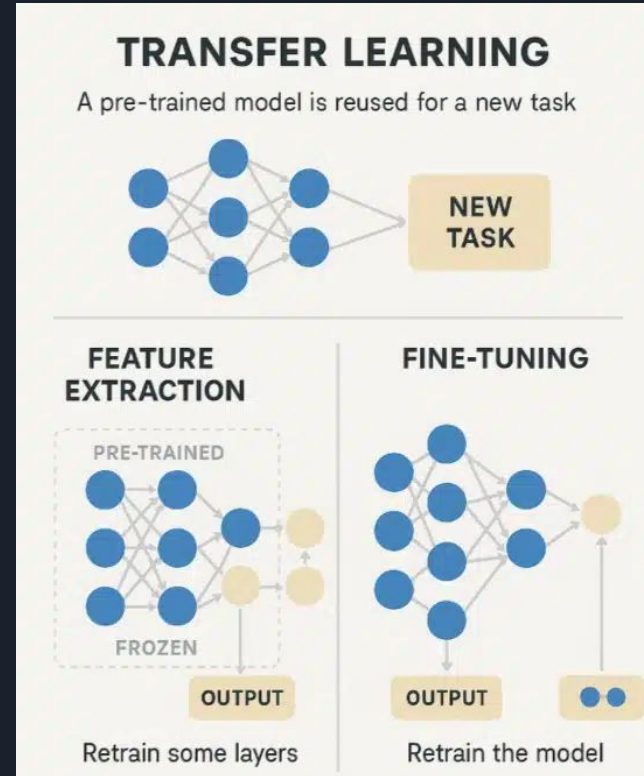 TRANSFER LEARNING
A pre-trained model is reused for a new task
NEW
TASK
FEATURE
EXTRACTION
PRE-TRAINED
FROZEN
OUTPUT
Retrain some layers
FINE-TUNING
OUTPUT
Retrain the model